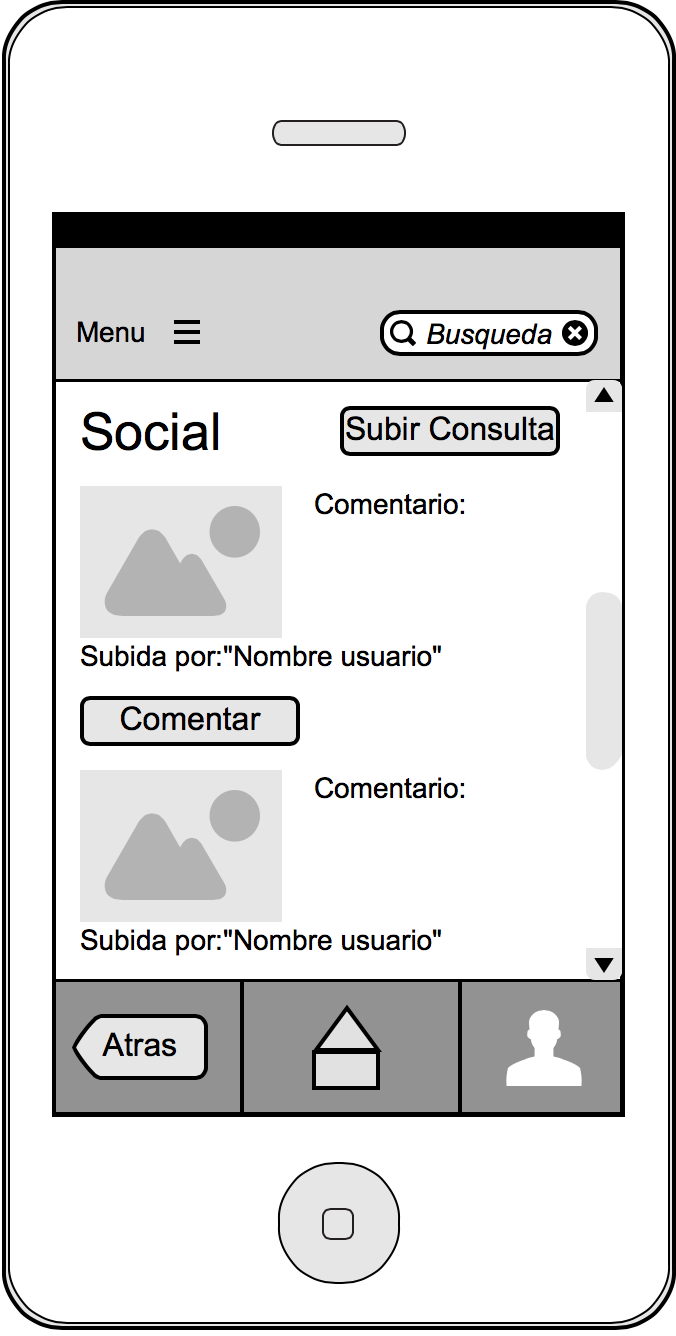 Menu
Busqueda
Social
Subir Consulta
Comentario:
Subida por:"Nombre usuario"
Comentar
Comentario:
Subida por:"Nombre usuario"
Atras